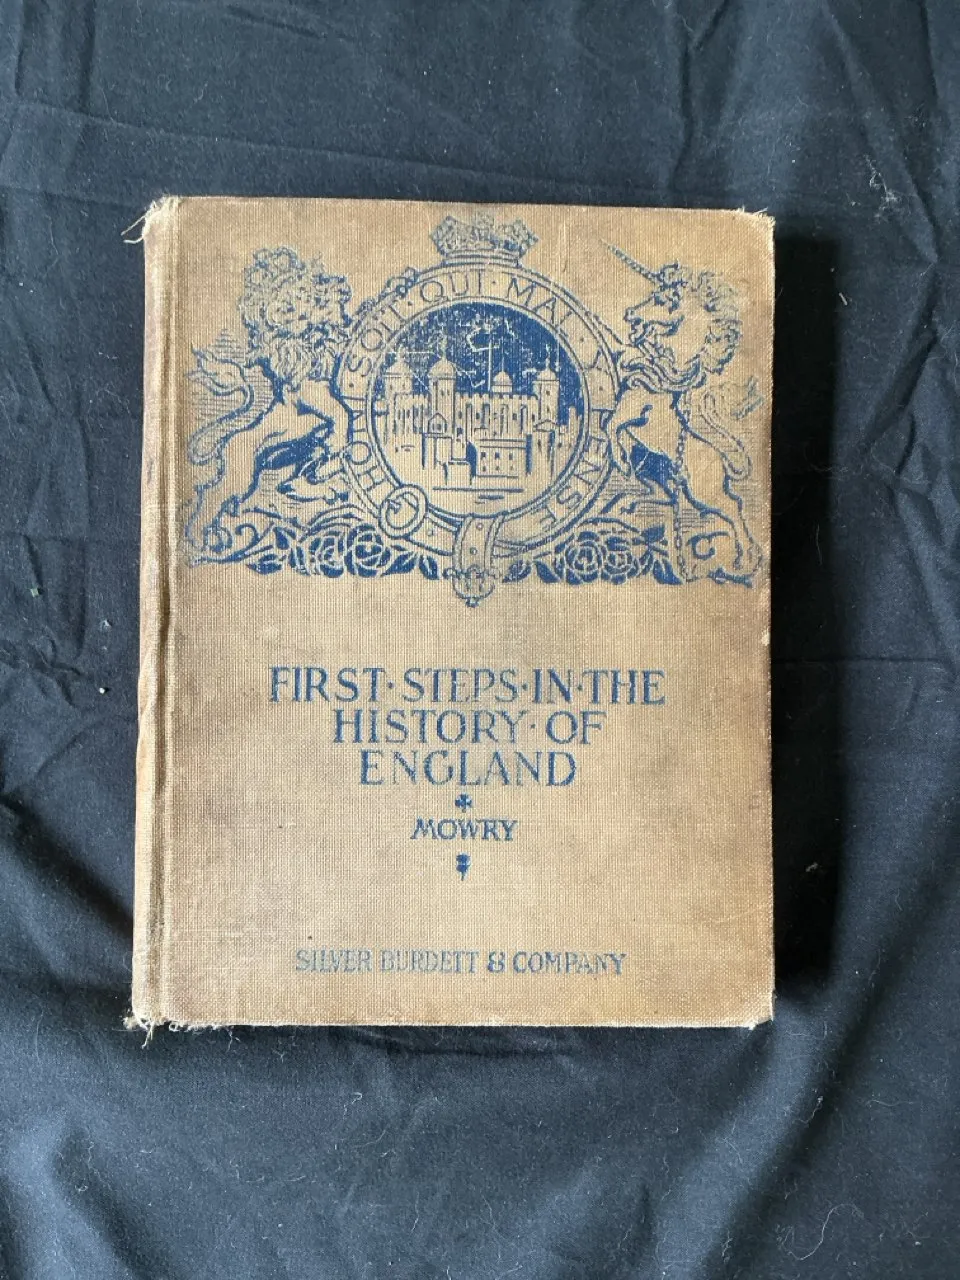 HONI · SOIT · QUI · MAL · Y · PENSE
FIRST · STEPS · IN · THE
HISTORY · OF
ENGLAND
MOWRY
SILVER BURDETT & COMPANY